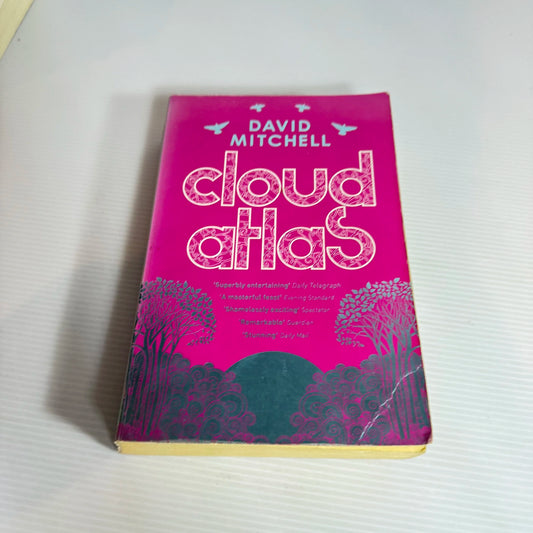 DAVID
MITCHELL
cloud
atlas
'Superbly entertaining' Daily Telegraph
'A masterful feast' Evening Standard
'Shamelessly exciting' Spectator
'Remarkable' Guardian
'Stunning' Daily Mail